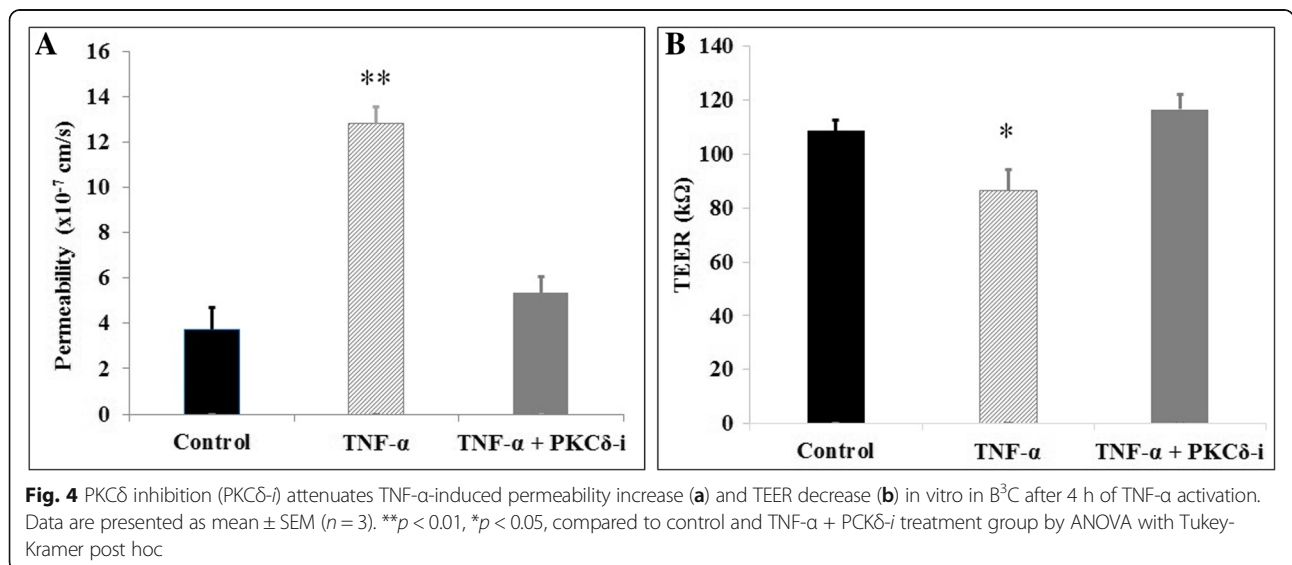 A
**
Permeability (x10⁻⁷ cm/s)
16
14
12
10
8
6
4
2
0
Control
TNF-α
TNF-α + PKCδ-i
B
*
TEER (kΩ)
140
120
100
80
60
40
20
0
Control
TNF-α
TNF-α + PKCδ-i
Fig. 4 PKCδ inhibition (PKCδ-i) attenuates TNF-α-induced permeability increase (a) and TEER decrease (b) in vitro in B³C after 4 h of TNF-α activation.
Data are presented as mean ± SEM (n = 3). **p < 0.01, *p < 0.05, compared to control and TNF-α + PCKδ-i treatment group by ANOVA with Tukey-
Kramer post hoc